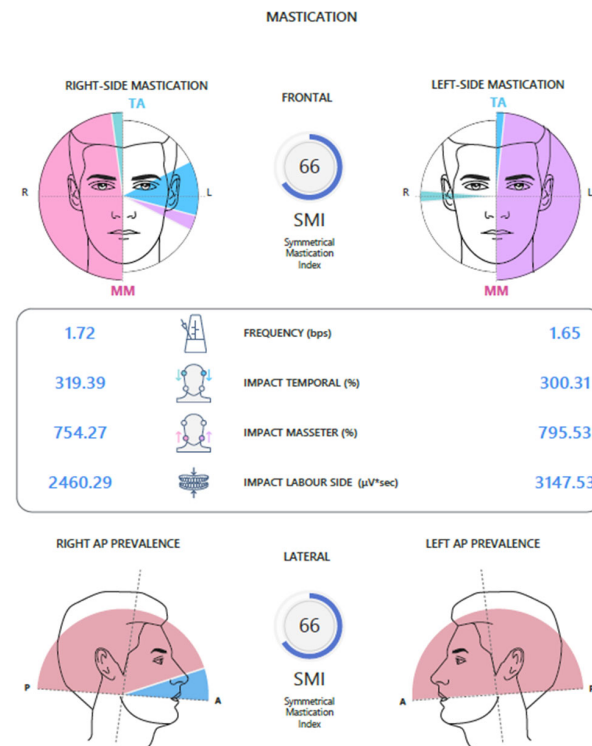 MASTICATION
RIGHT-SIDE MASTICATION
TA
R
L
MM
FRONTAL
66
SMI
Symmetrical
Mastication
Index
LEFT-SIDE MASTICATION
TA
R
L
MM
1.72 FREQUENCY (bps) 1.65
319.39 IMPACT TEMPORAL (%) 300.31
754.27 IMPACT MASSETER (%) 795.53
2460.29 IMPACT LABOUR SIDE (µV*sec) 3147.53
RIGHT AP PREVALENCE
P
A
LATERAL
66
SMI
Symmetrical
Mastication
Index
LEFT AP PREVALENCE
A